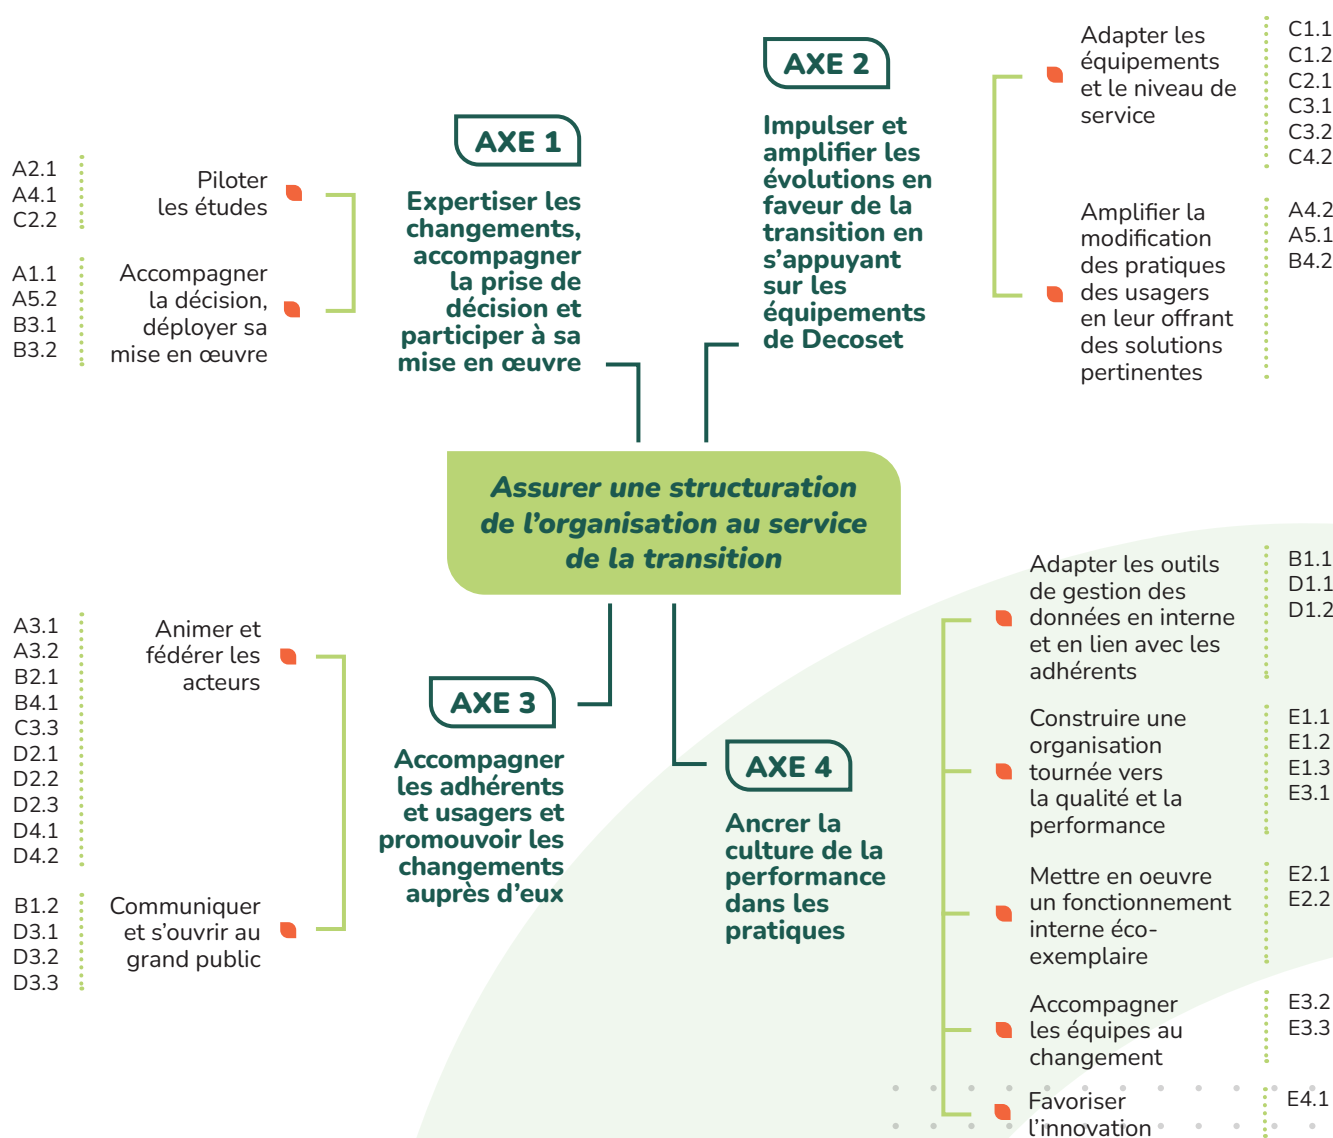 AXE 1
Expertiser les
changements,
accompagner
la prise de
décision et
participer à sa
mise en œuvre
Piloter
les études
A2.1
A4.1
C2.2
Accompagner
la décision,
déployer sa
mise en œuvre
A1.1
A5.2
B3.1
B3.2
AXE 2
Impulser et
amplifier les
évolutions en
faveur de la
transition en
s’appuyant
sur les
équipements
de Decoset
Adapter les
équipements
et le niveau de
service
C1.1
C1.2
C2.1
C3.1
C3.2
C4.2
Amplifier la
modification
des pratiques
des usagers
en leur offrant
des solutions
pertinentes
A4.2
A5.1
B4.2
Assurer une structuration
de l’organisation au service
de la transition
AXE 3
Accompagner
les adhérents
et usagers et
promouvoir les
changements
auprès d’eux
Animer et
fédérer les
acteurs
A3.1
A3.2
B2.1
B4.1
C3.3
D2.1
D2.2
D2.3
D4.1
D4.2
Communiquer
et s’ouvrir au
grand public
B1.2
D3.1
D3.2
D3.3
AXE 4
Ancrer la
culture de la
performance
dans les
pratiques
Adapter les outils
de gestion des
données en interne
et en lien avec les
adhérents
B1.1
D1.1
D1.2
Construire une
organisation
tournée vers
la qualité et la
performance
E1.1
E1.2
E1.3
E3.1
Mettre en oeuvre
un fonctionnement
interne éco-
exemplaire
E2.1
E2.2
Accompagner
les équipes au
changement
E3.2
E3.3
Favoriser
l’innovation
E4.1